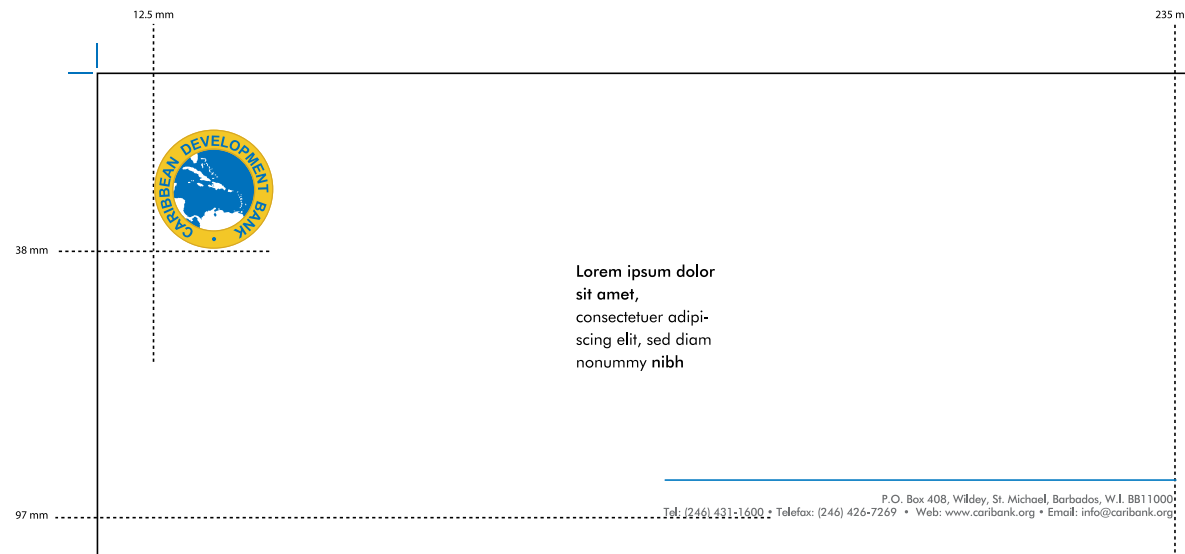 12.5 mm
235 m
CARIBBEAN DEVELOPMENT BANK
38 mm
Lorem ipsum dolor
sit amet,
consectetuer adipi-
scing elit, sed diam
nonummy nibh
P.O. Box 408, Wildey, St. Michael, Barbados, W.I. BB11000
97 mm
Tel: (246) 431-1600 • Telefax: (246) 426-7269 • Web: www.caribank.org • Email: info@caribank.org